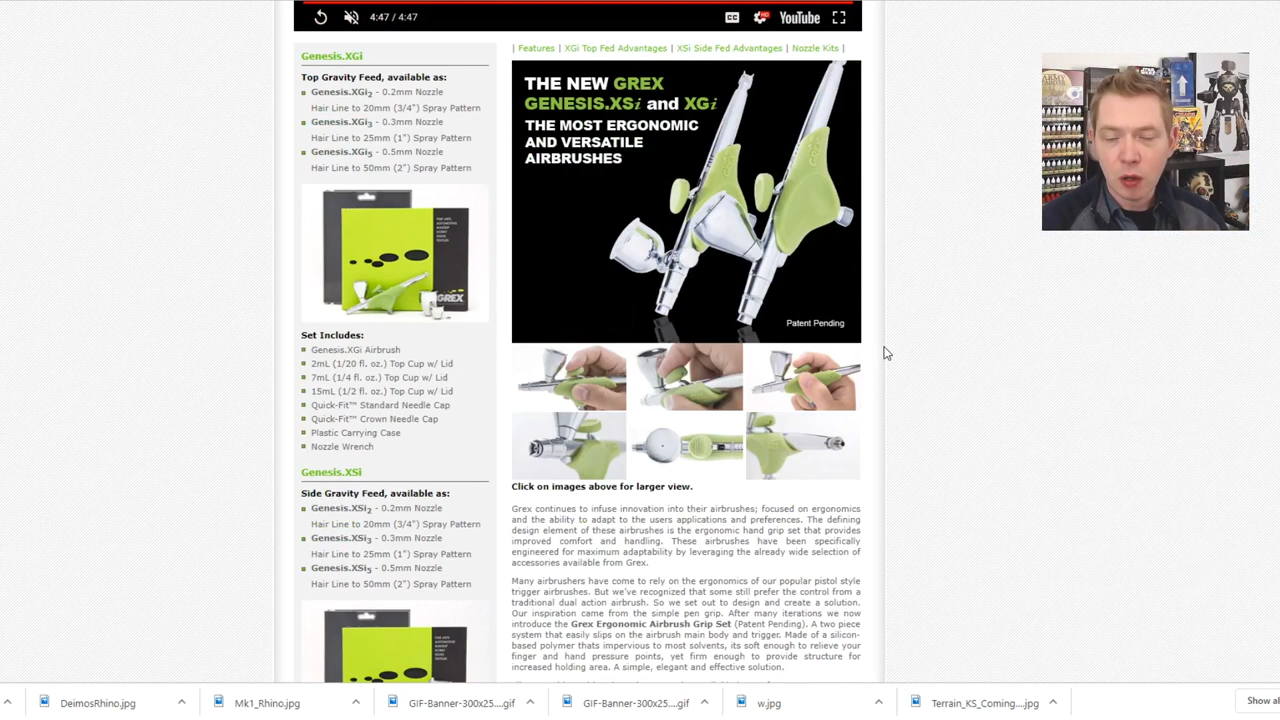 4:47 / 4:47
CC
HD
YouTube
Genesis.XGi
Top Gravity Feed, available as:
Genesis.XGi2 - 0.2mm Nozzle
Hair Line to 20mm (3/4") Spray Pattern
Genesis.XGi3 - 0.3mm Nozzle
Hair Line to 25mm (1") Spray Pattern
Genesis.XGi5 - 0.5mm Nozzle
Hair Line to 50mm (2") Spray Pattern
GREX
Set Includes:
Genesis.XGi Airbrush
2mL (1/20 fl. oz.) Top Cup w/ Lid
7mL (1/4 fl. oz.) Top Cup w/ Lid
15mL (1/2 fl. oz.) Top Cup w/ Lid
Quick-Fit™ Standard Needle Cap
Quick-Fit™ Crown Needle Cap
Plastic Carrying Case
Nozzle Wrench
Genesis.XSi
Side Gravity Feed, available as:
Genesis.XSi2 - 0.2mm Nozzle
Hair Line to 20mm (3/4") Spray Pattern
Genesis.XSi3 - 0.3mm Nozzle
Hair Line to 25mm (1") Spray Pattern
Genesis.XSi5 - 0.5mm Nozzle
Hair Line to 50mm (2") Spray Pattern
| Features | XGi Top Fed Advantages | XSi Side Fed Advantages | Nozzle Kits |
THE NEW GREX
GENESIS.XSi and XGi
THE MOST ERGONOMIC
AND VERSATILE
AIRBRUSHES
Patent Pending
Click on images above for larger view.
Grex continues to infuse innovation into their airbrushes; focused on ergonomics
and the ability to adapt to the users applications and preferences. The defining
design element of these airbrushes is the ergonomic hand grip set that provides
improved comfort and handling. These airbrushes have been specifically
engineered for maximum adaptability by leveraging the already wide selection of
accessories available from Grex.
Many airbrushers have come to rely on the ergonomics of our popular pistol style
trigger airbrushes. But we've recognized that some still prefer the control from a
traditional dual action airbrush. So we set out to design and create a solution.
Our inspiration came from the simple pen grip. After many iterations we now
introduce the Grex Ergonomic Airbrush Grip Set (Patent Pending). A two piece
system that easily slips on the airbrush main body and trigger. Made of a silicon-
based polymer thats impervious to most solvents, its soft enough to relieve your
finger and hand pressure points, yet firm enough to provide structure for
increased holding area. A simple, elegant and effective solution.
DeimosRhino.jpg
Mk1_Rhino.jpg
GIF-Banner-300x25....gif
GIF-Banner-300x25....gif
w.jpg
Terrain_KS_Coming....jpg
Show al